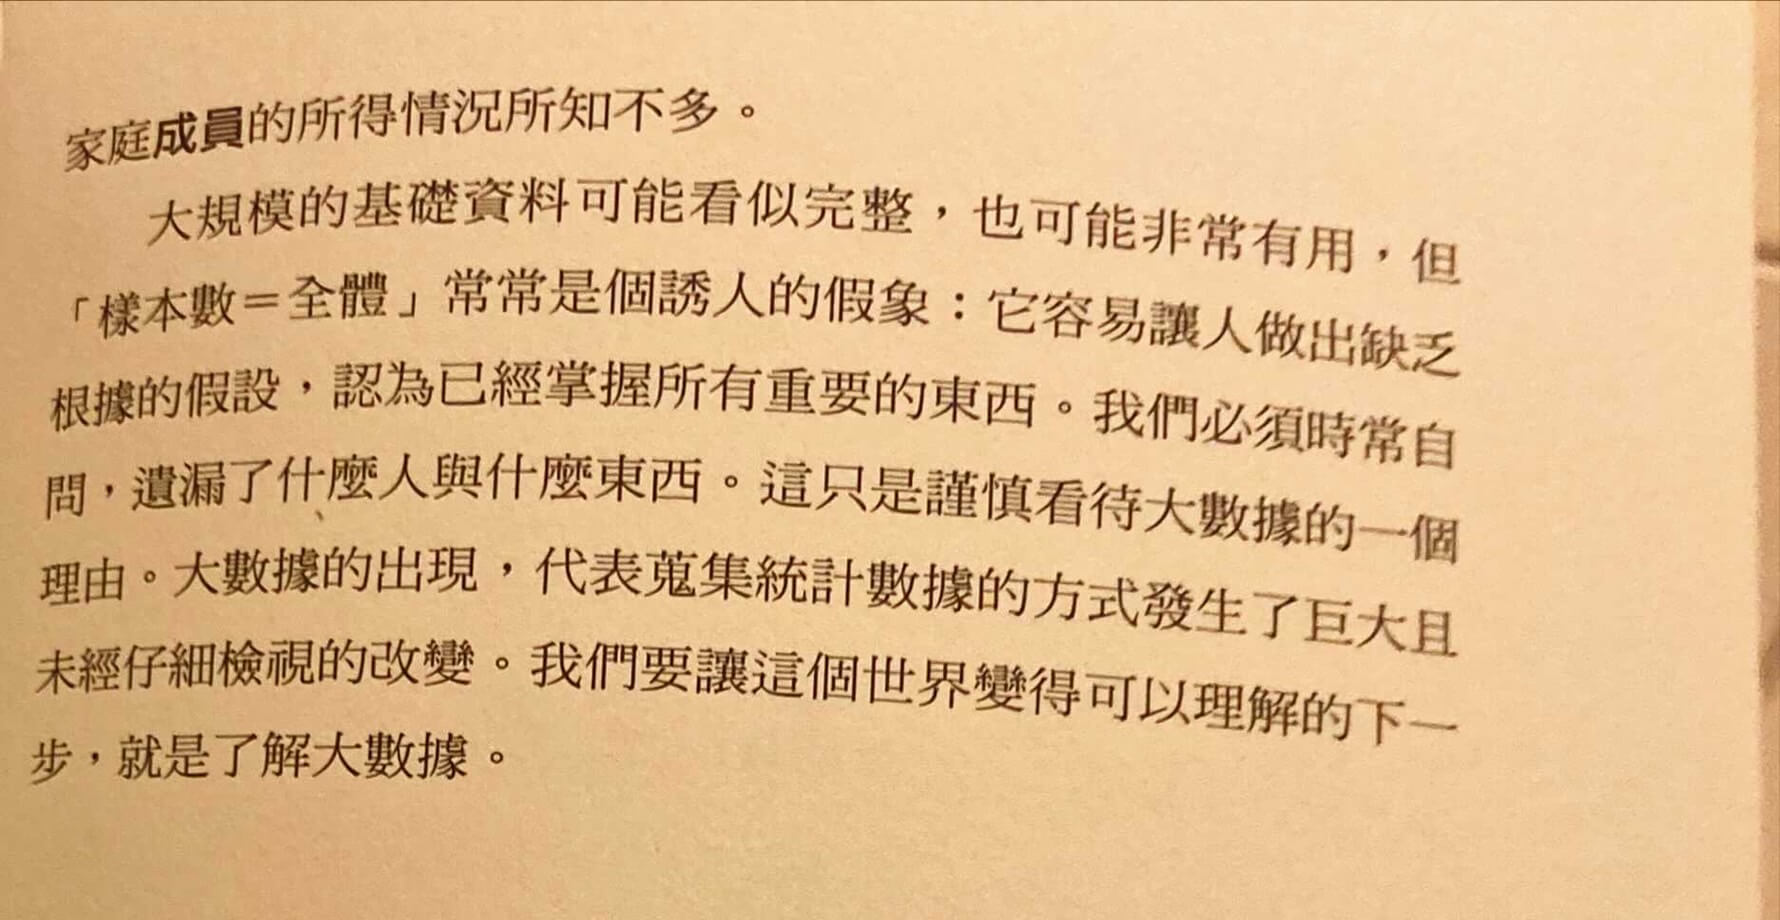 家庭成員的所得情況所知不多。
大規模的基礎資料可能看似完整，也可能非常有用，但
「樣本數＝全體」常常是個誘人的假象：它容易讓人做出缺乏
根據的假設，認為已經掌握所有重要的東西。我們必須時常自
問，遺漏了什麼人與什麼東西。這只是謹慎看待大數據的一個
理由。大數據的出現，代表蒐集統計數據的方式發生了巨大且
未經仔細檢視的改變。我們要讓這個世界變得可以理解的下一
步，就是了解大數據。